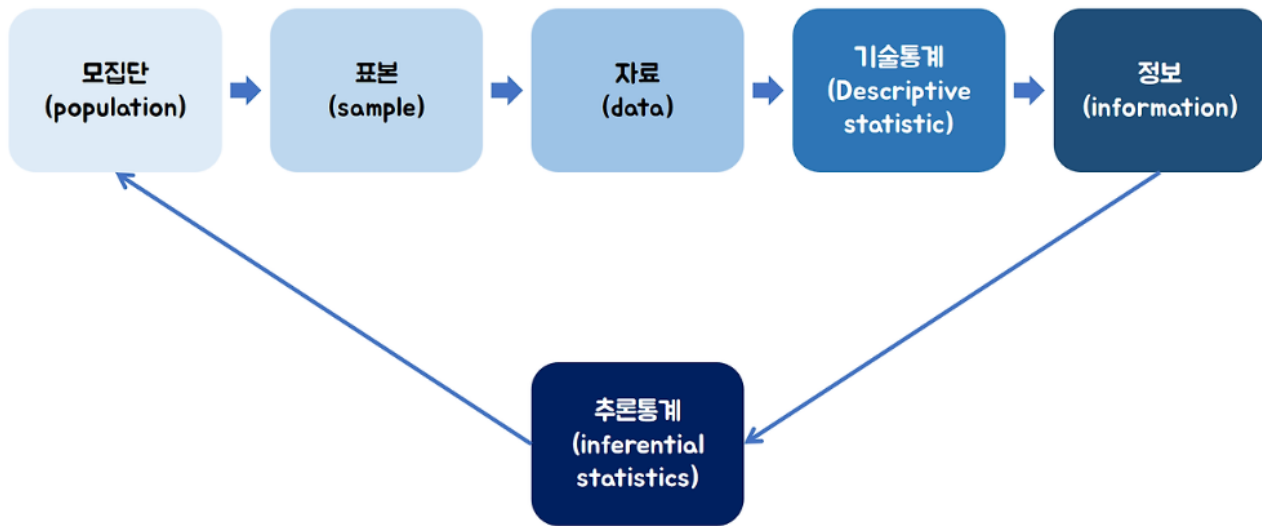 모집단
(population)
표본
(sample)
자료
(data)
기술통계
(Descriptive
statistic)
정보
(information)
추론통계
(inferential
statistics)